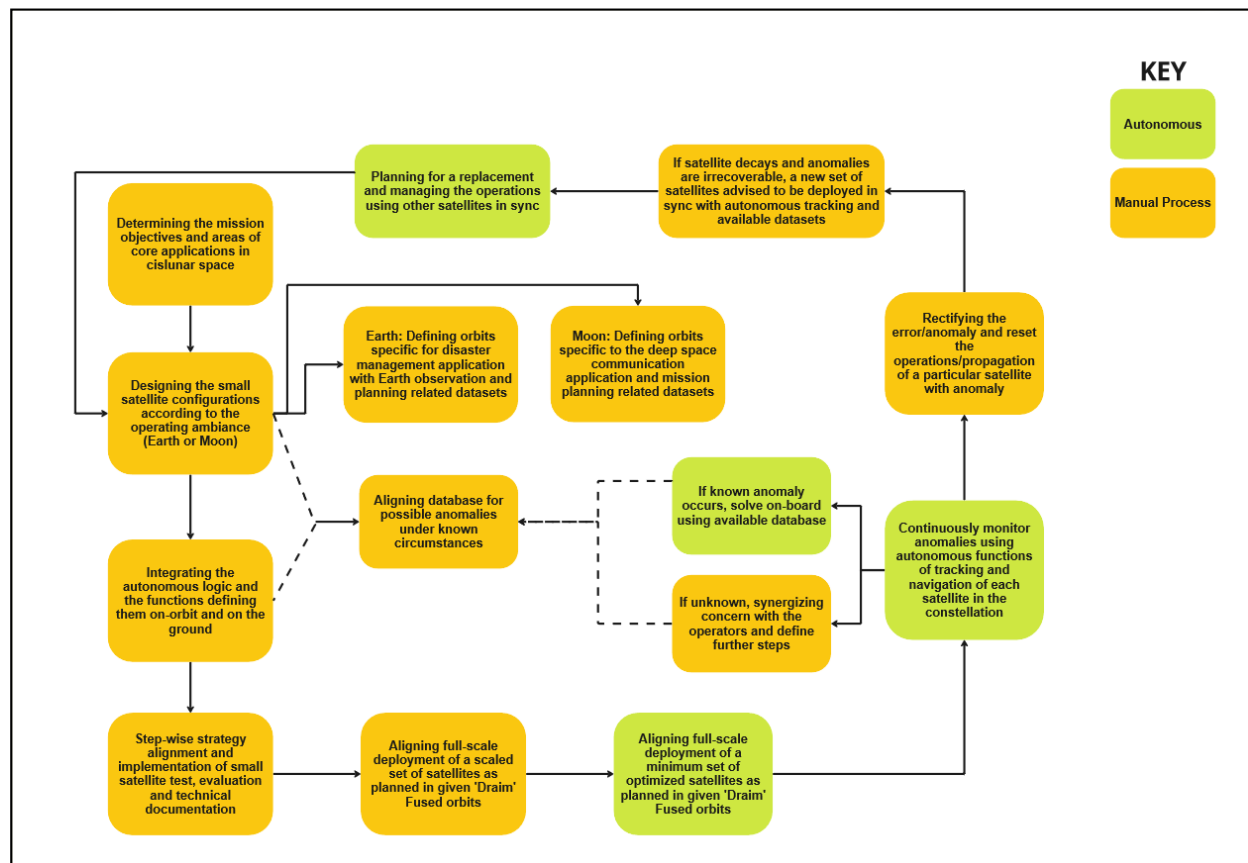 KEY
Autonomous
Manual Process
Planning for a replacement
and managing the operations
using other satellites in sync
If satellite decays and anomalies
are irrecoverable, a new set of
satellites advised to be deployed in
sync with autonomous tracking and
available datasets
Determining the mission
objectives and areas of
core applications in
cislunar space
Earth: Defining orbits
specific for disaster
management application
with Earth observation and
planning related datasets
Moon: Defining orbits
specific to the deep space
communication
application and mission
planning related datasets
Rectifying the
error/anomaly and reset
the
operations/propagation
of a particular satellite
with anomaly
Designing the small
satellite configurations
according to the
operating ambiance
(Earth or Moon)
Aligning database for
possible anomalies
under known
circumstances
If known anomaly
occurs, solve on-board
using available database
Continuously monitor
anomalies using
autonomous functions
of tracking and
navigation of each
satellite in the
constellation
Integrating the
autonomous logic and
the functions defining
them on-orbit and on the
ground
If unknown, synergizing
concern with the
operators and define
further steps
Step-wise strategy
alignment and
implementation of small
satellite test, evaluation
and technical
documentation
Aligning full-scale
deployment of a scaled
set of satellites as
planned in given 'Draim'
Fused orbits
Aligning full-scale
deployment of a
minimum set of
optimized satellites as
planned in given 'Draim'
Fused orbits